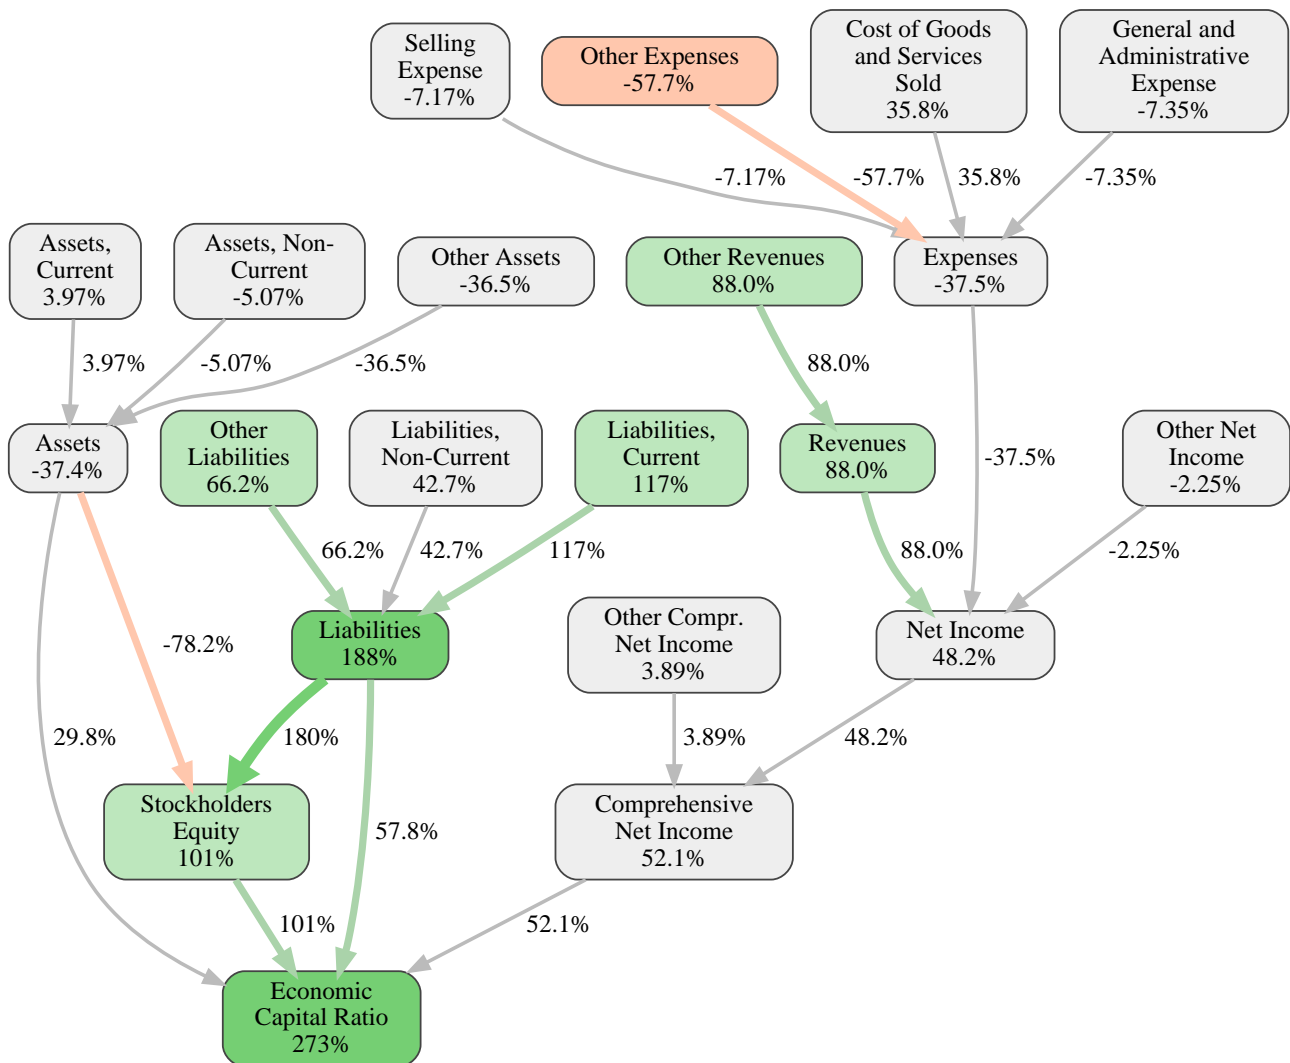 Selling
Expense
-7.17%
Other Expenses
-57.7%
Cost of Goods
and Services
Sold
35.8%
General and
Administrative
Expense
-7.35%
-7.17%
-57.7%
35.8%
-7.35%
Assets,
Current
3.97%
Assets, Non-
Current
-5.07%
Other Assets
-36.5%
Other Revenues
88.0%
Expenses
-37.5%
3.97%
-5.07%
-36.5%
88.0%
Assets
-37.4%
Other
Liabilities
66.2%
Liabilities,
Non-Current
42.7%
Liabilities,
Current
117%
Revenues
88.0%
-37.5%
Other Net
Income
-2.25%
66.2%
42.7%
117%
88.0%
-2.25%
-78.2%
Liabilities
188%
Other Compr.
Net Income
3.89%
Net Income
48.2%
29.8%
180%
3.89%
48.2%
Stockholders
Equity
101%
57.8%
Comprehensive
Net Income
52.1%
101%
52.1%
Economic
Capital Ratio
273%